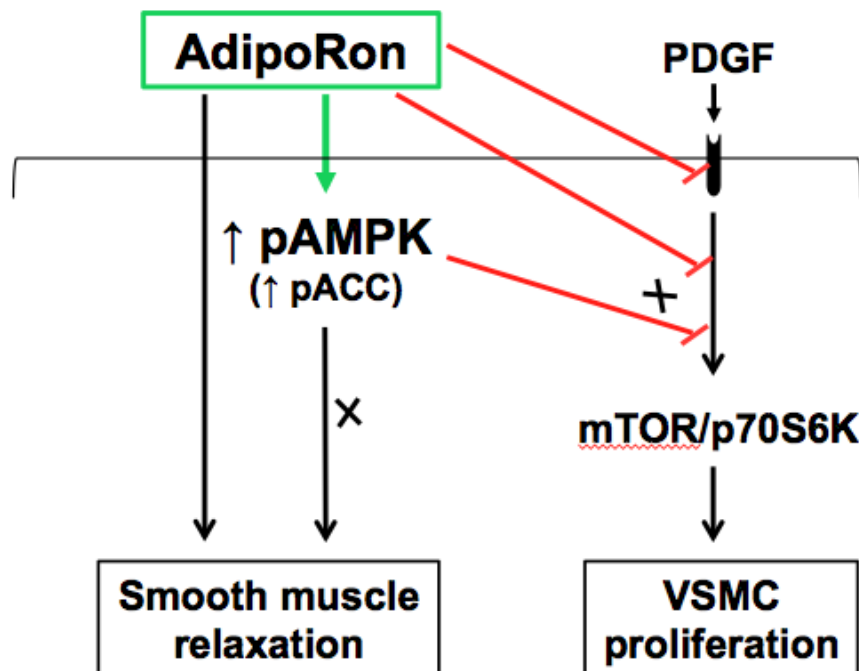 AdipoRon
PDGF
↑ pAMPK
(↑ pACC)
mTOR/p70S6K
Smooth muscle
relaxation
VSMC
proliferation